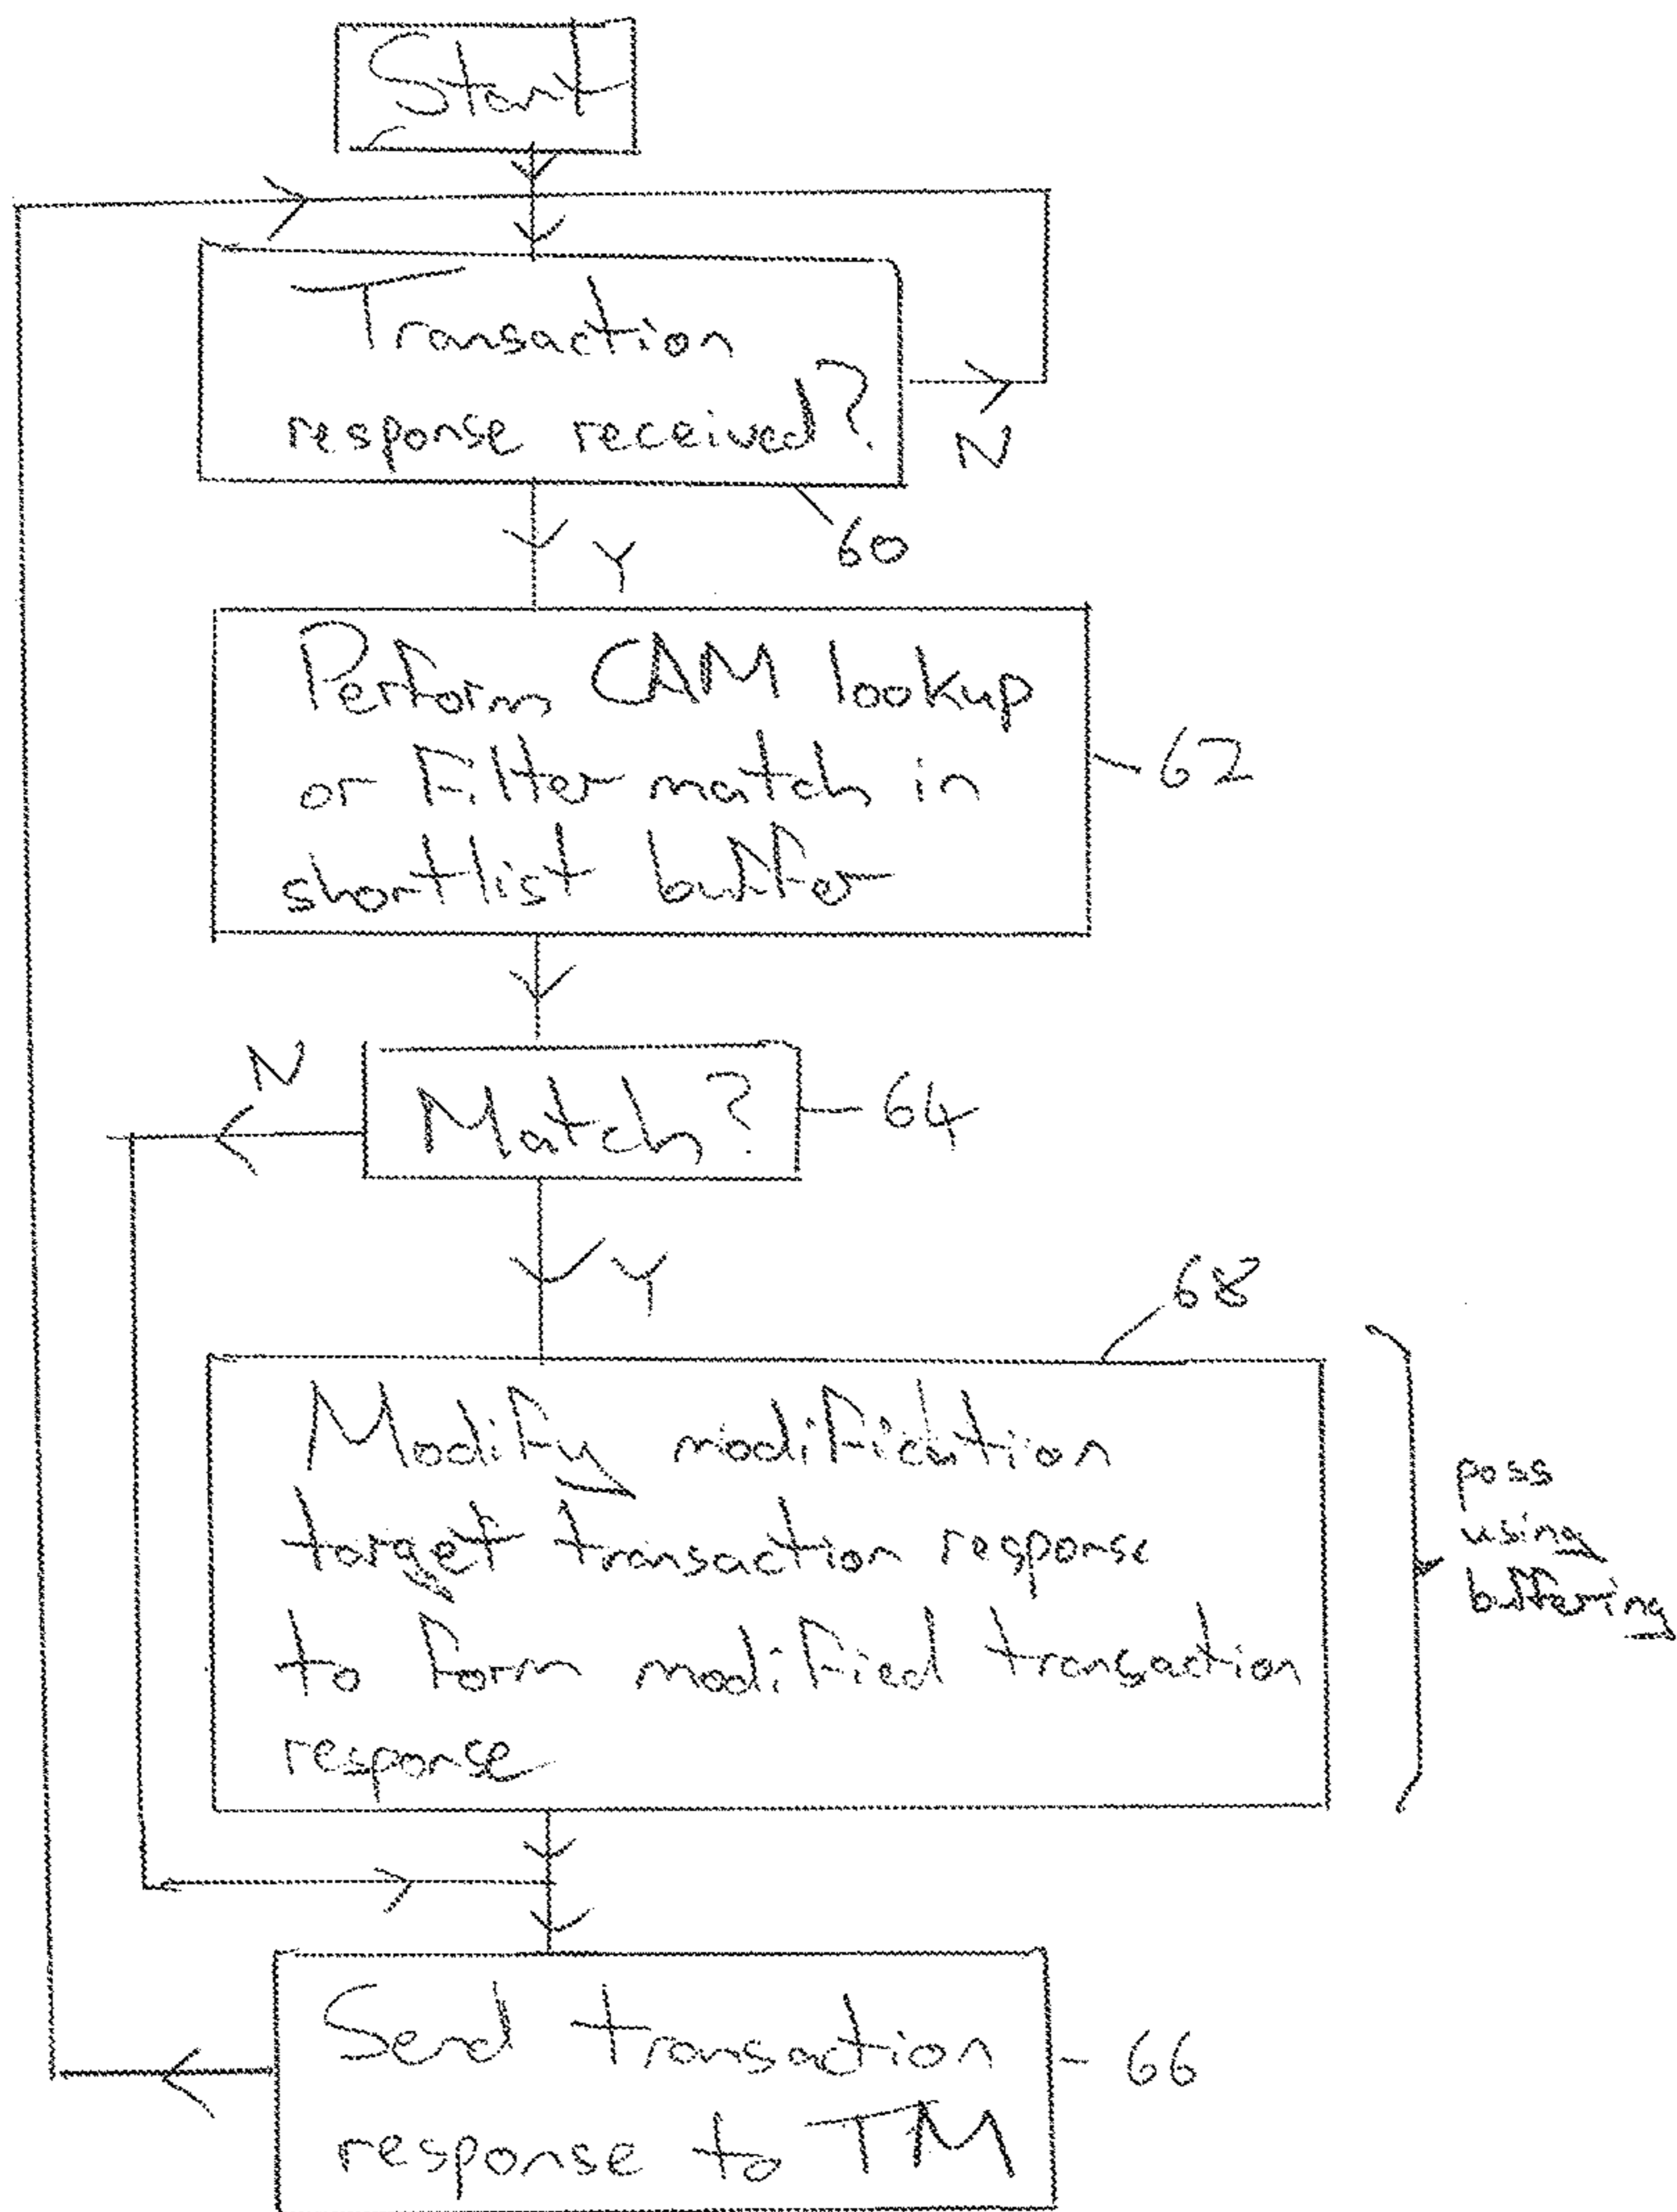 Start
Transaction
response received?
N
60
Y
Perform CAM lookup
or Filter match in
shortlist buffer
62
N
Match?
64
Y
68
Modify modification
target transaction response
to form modified transaction
response
poss
using
buffering
Send transaction
response to TM
66